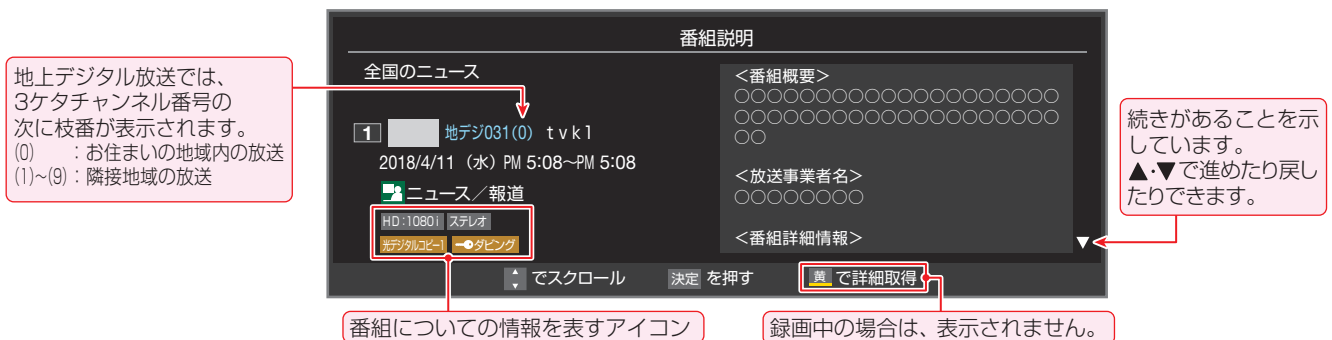 番組説明
地上デジタル放送では、
3ケタチャンネル番号の
次に枝番が表示されます。
(0)　：お住まいの地域内の放送
(1)~(9)：隣接地域の放送
全国のニュース
1 地デジ031(0) tvk1
2018/4/11（水）PM 5:08~PM 5:08
ニュース／報道
HD:1080i ステレオ
光デジタルコピー1 ダビング
<番組概要>
○○○○○○○○○○○○○○○○○○○○
○○○○○○○○○○○○○○○○○○○○
○○
<放送事業者名>
○○○○○○○○
<番組詳細情報>
▼
続きがあることを示
しています。
▲・▼で進めたり戻し
たりできます。
でスクロール 決定 を押す 黄 で詳細取得
番組についての情報を表すアイコン
録画中の場合は、表示されません。